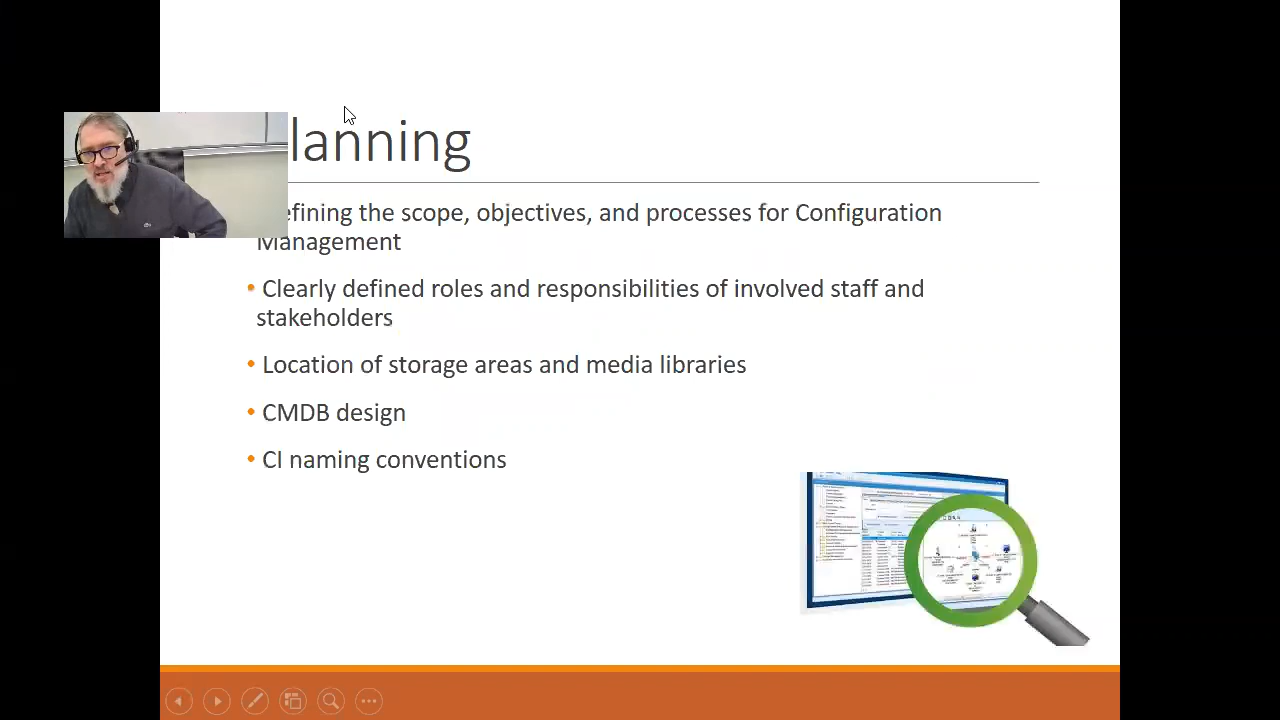 lanning
efining the scope, objectives, and processes for Configuration
Management
• Clearly defined roles and responsibilities of involved staff and
stakeholders
• Location of storage areas and media libraries
• CMDB design
• CI naming conventions